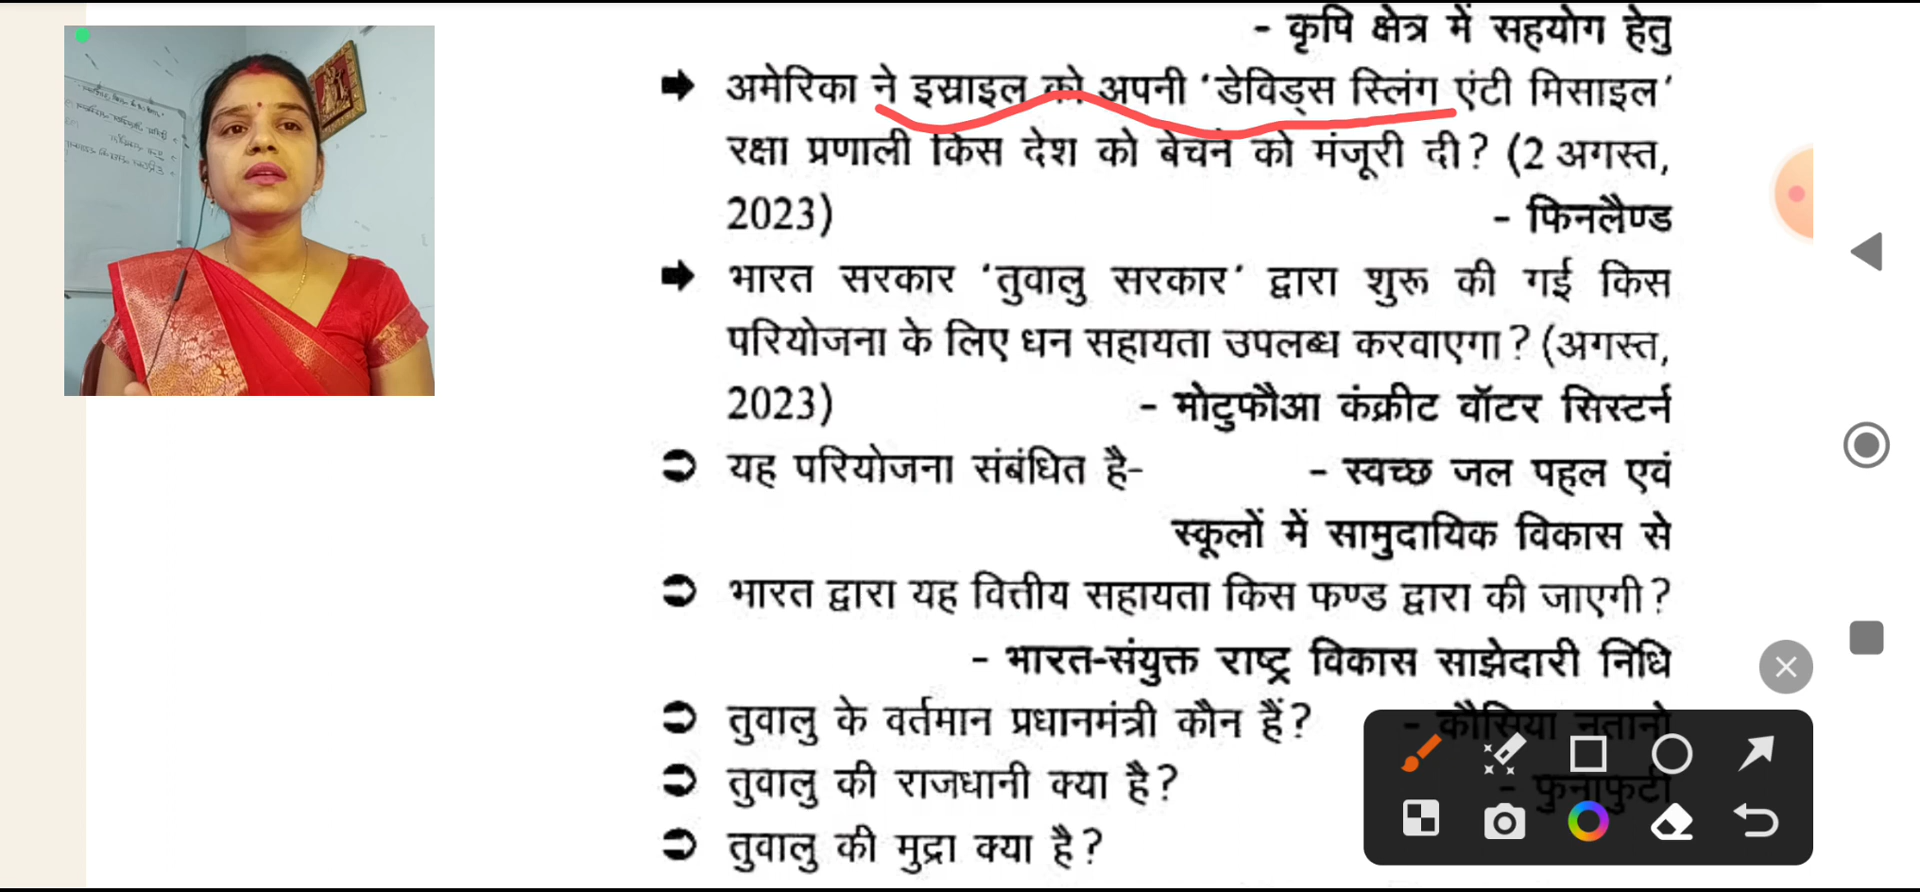 - कृषि क्षेत्र में सहयोग हेतु
अमेरिका ने इस्राइल को अपनी 'डेविड्स स्लिंग एंटी मिसाइल'
रक्षा प्रणाली किस देश को बेचने को मंजूरी दी? (2 अगस्त,
2023) - फिनलैण्ड
भारत सरकार 'तुवालु सरकार' द्वारा शुरू की गई किस
परियोजना के लिए धन सहायता उपलब्ध करवाएगा? (अगस्त,
2023) - मोटुफौआ कंक्रीट वॉटर सिस्टर्न
यह परियोजना संबंधित है- - स्वच्छ जल पहल एवं
स्कूलों में सामुदायिक विकास से
भारत द्वारा यह वित्तीय सहायता किस फण्ड द्वारा की जाएगी?
- भारत-संयुक्त राष्ट्र विकास साझेदारी निधि
तुवालु के वर्तमान प्रधानमंत्री कौन हैं? - कौसिया नतानो
तुवालु की राजधानी क्या है? - फुनाफुटी
तुवालु की मुद्रा क्या है?